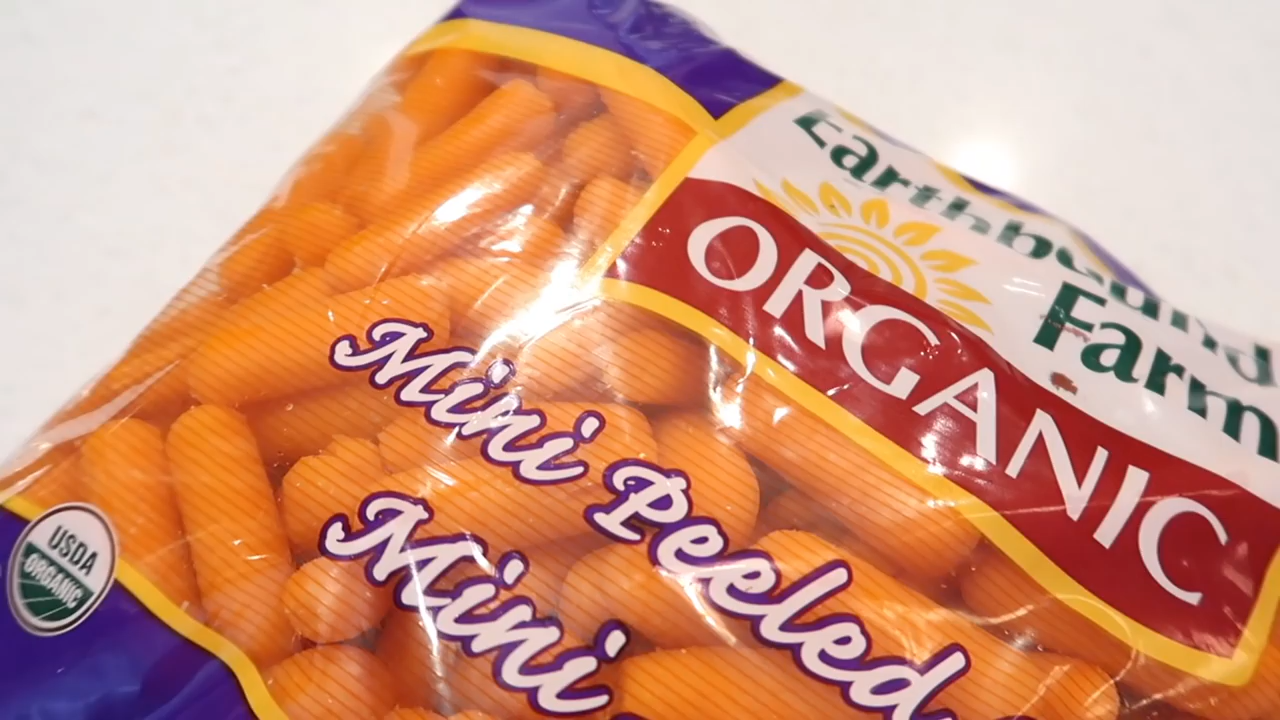 Earthbound
Farm
ORGANIC
Mini Peeled
Mini
USDA
ORGANIC